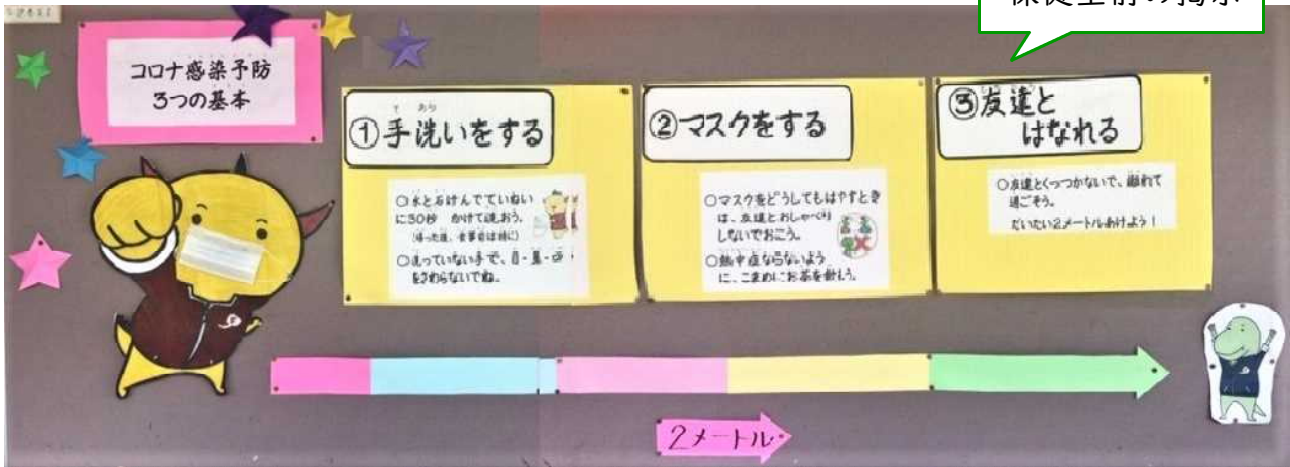 保健室前の掲示
コロナ感染予防
3つの基本
①手洗いをする
て あら
○水と石けんでていねい
に30秒 かけて洗おう。
(帰った後、食事前は特に)
○洗っていない手で、目・鼻・口
をさわらないでね。
②マスクをする
○マスクをどうしてもはずすとき
は、友達とおしゃべり
しないでおこう。
○熱中症ならないよう
に、こまめにお茶を飲もう。
③友達と
はなれる
○友達とくっつかないで、離れて
過ごそう。
だいたい2メートルあけよう!
2メートル